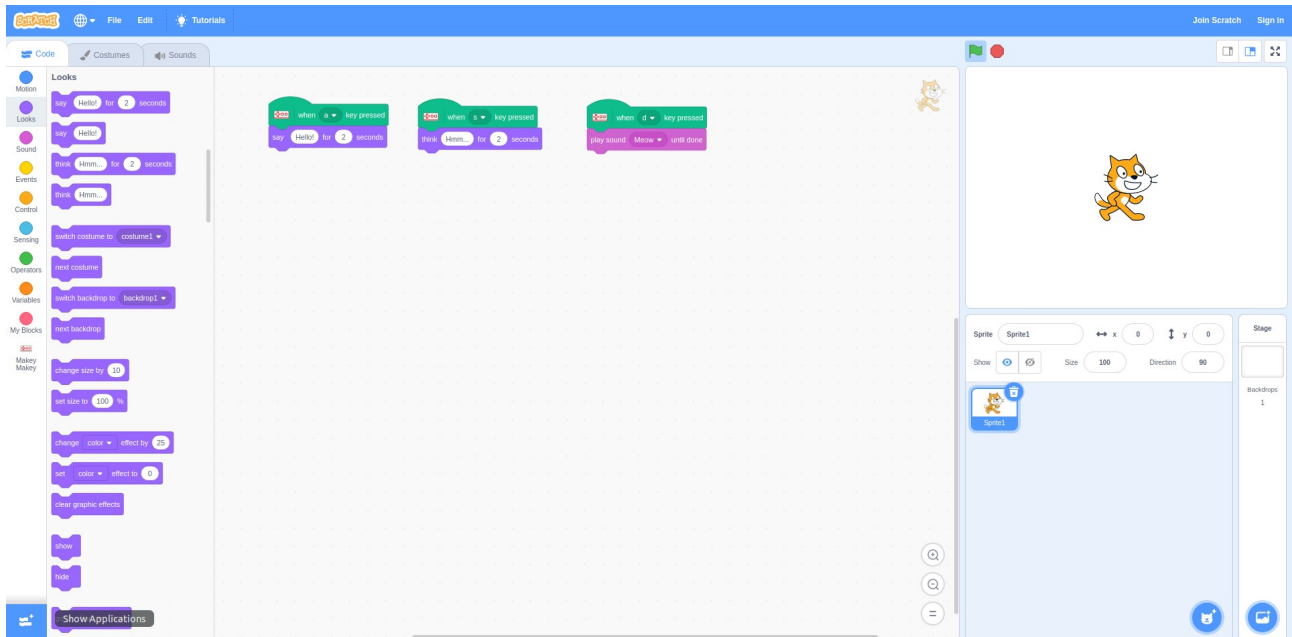 SCRATCH File Edit Tutorials Join Scratch Sign in
Code Costumes Sounds
Motion
Looks
Sound
Events
Control
Sensing
Operators
Variables
My Blocks
Makey
Makey
Looks
say Hello! for 2 seconds
say Hello!
think Hmm... for 2 seconds
think Hmm...
switch costume to costume1
next costume
switch backdrop to backdrop1
next backdrop
change size by 10
set size to 100 %
change color effect by 25
set color effect to 0
clear graphic effects
show
hide
Show Applications
when a key pressed
say Hello! for 2 seconds
when s key pressed
think Hmm... for 2 seconds
when d key pressed
play sound Meow until done
Sprite Sprite1 x 0 y 0
Show Size 100 Direction 90
Sprite1
Stage
Backdrops
1